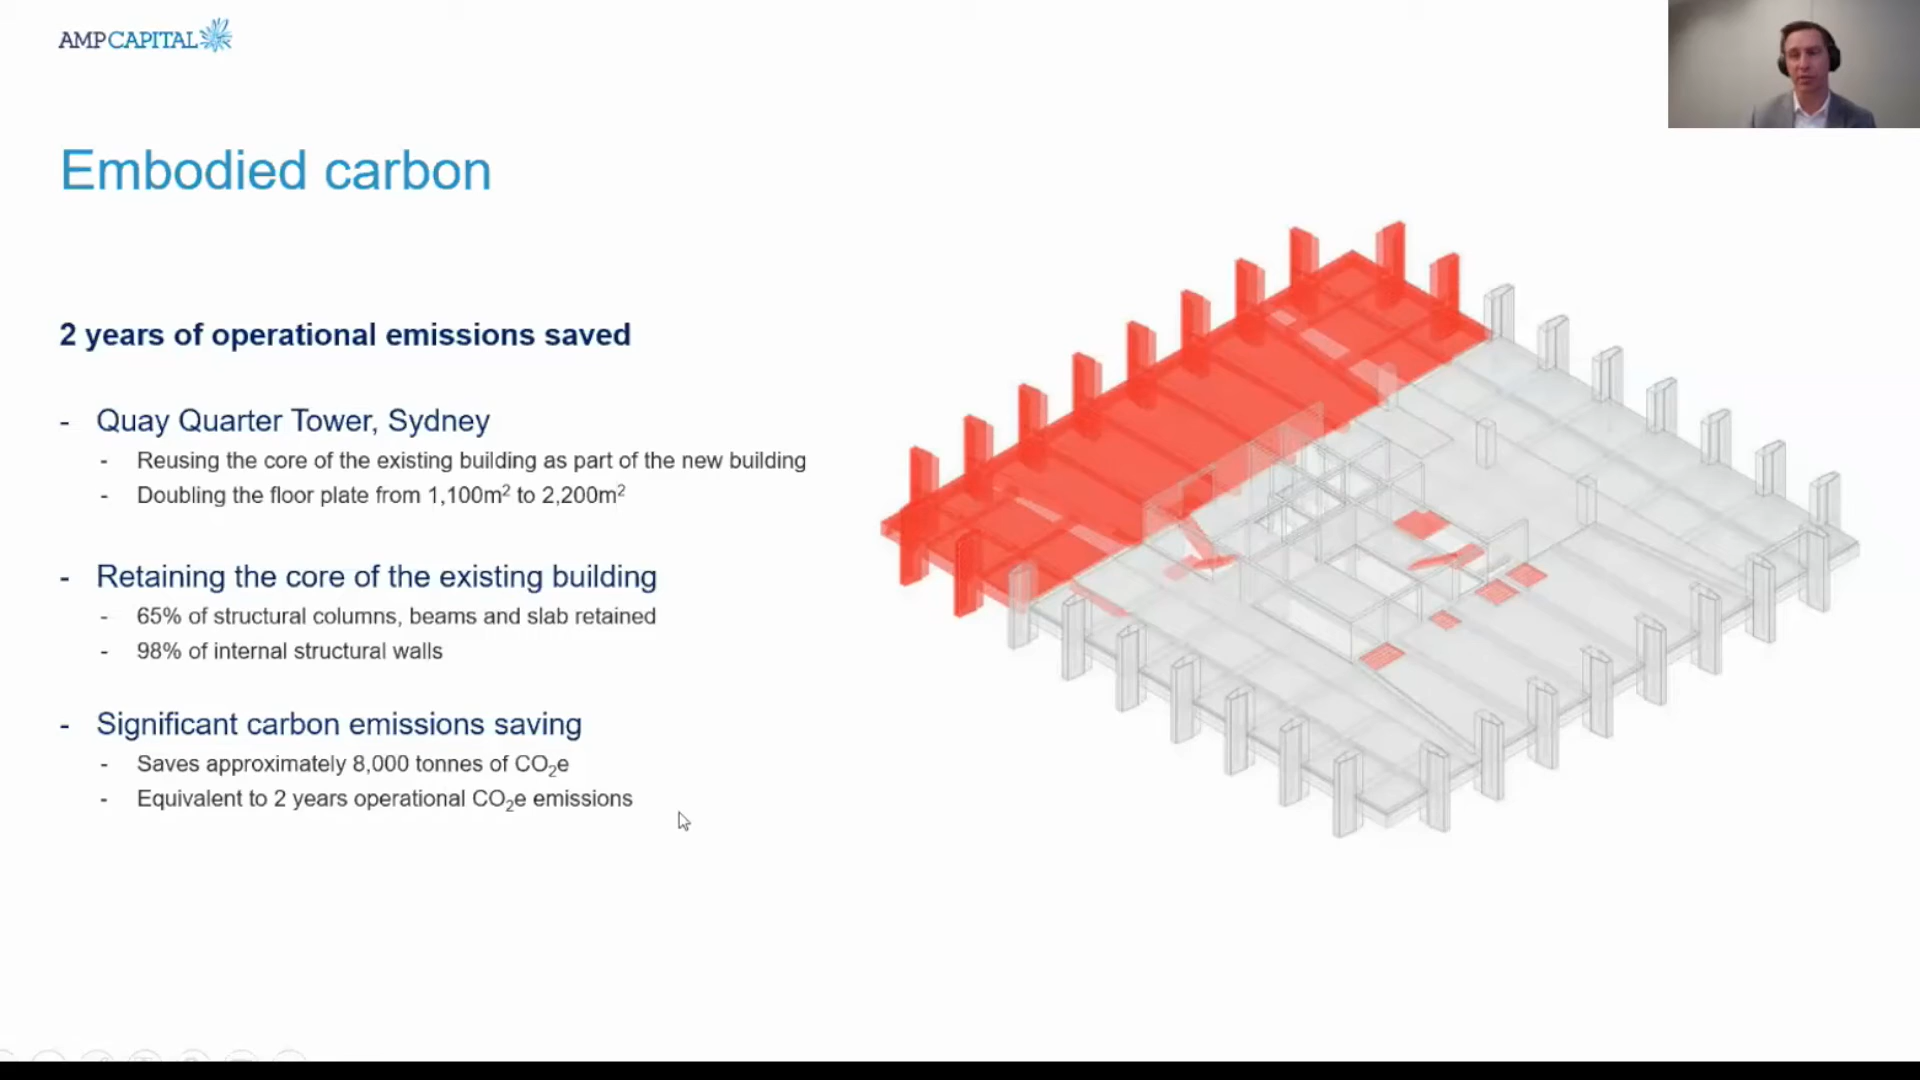 AMP CAPITAL
Embodied carbon
2 years of operational emissions saved
- Quay Quarter Tower, Sydney
- Reusing the core of the existing building as part of the new building
- Doubling the floor plate from 1,100m² to 2,200m²
- Retaining the core of the existing building
- 65% of structural columns, beams and slab retained
- 98% of internal structural walls
- Significant carbon emissions saving
- Saves approximately 8,000 tonnes of CO₂e
- Equivalent to 2 years operational CO₂e emissions